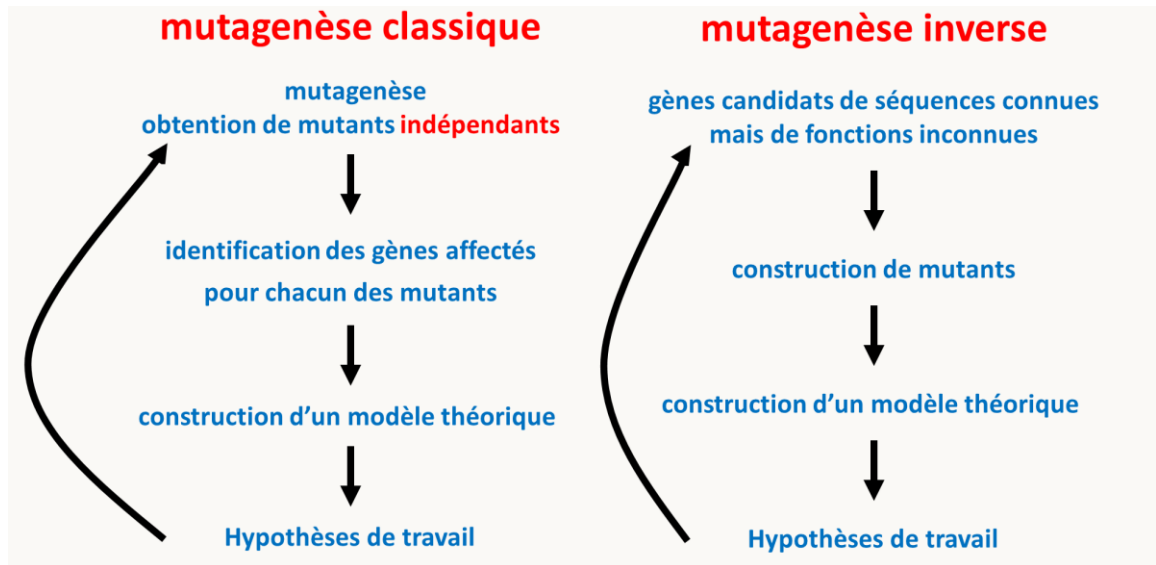 mutagenèse classique
mutagenèse
obtention de mutants indépendants
identification des gènes affectés
pour chacun des mutants
construction d’un modèle théorique
Hypothèses de travail
mutagenèse inverse
gènes candidats de séquences connues
mais de fonctions inconnues
construction de mutants
construction d’un modèle théorique
Hypothèses de travail